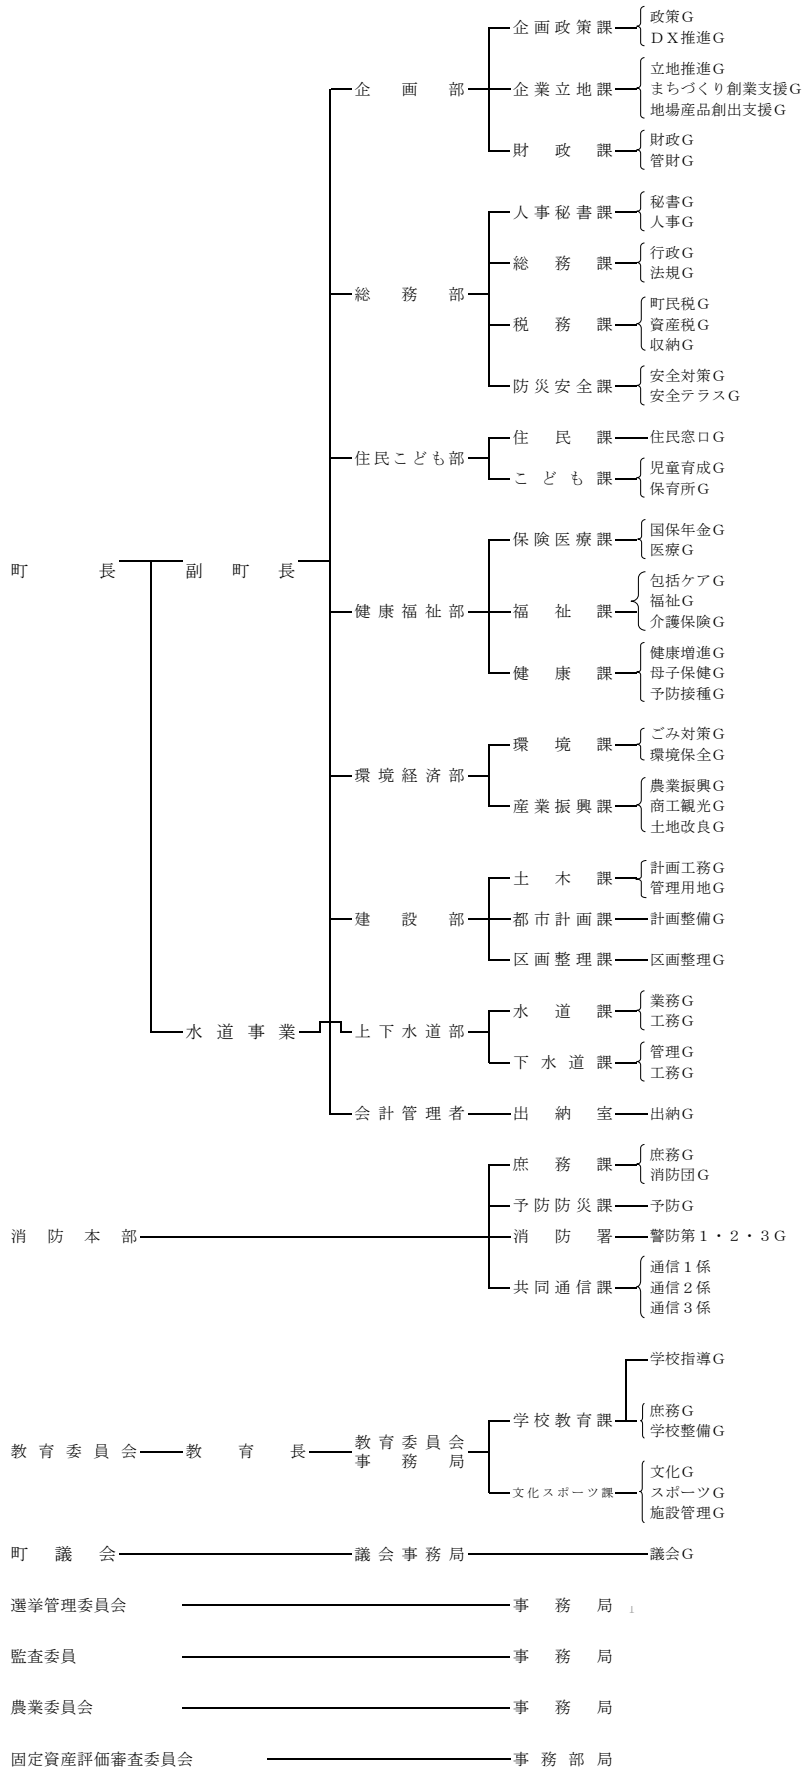 企画政策課 政策G
ＤＸ推進G
立地推進G
企画部 企業立地課 まちづくり創業支援G
地場産品創出支援G
財政課 財政G
管財G
人事秘書課 秘書G
人事G
総務課 行政G
法規G
総務部
税務課 町民税G
資産税G
収納G
防災安全課 安全対策G
安全テラスG
住民課 住民窓口G
住民こども部
こども課 児童育成G
保育所G
保険医療課 国保年金G
医療G
町長 副町長
包括ケアG
健康福祉部 福祉課 福祉G
介護保険G
健康増進G
健康課 母子保健G
予防接種G
環境課 ごみ対策G
環境保全G
環境経済部
農業振興G
産業振興課 商工観光G
土地改良G
土木課 計画工務G
管理用地G
建設部 都市計画課 計画整備G
区画整理課 区画整理G
水道課 業務G
工務G
水道事業 上下水道部
下水道課 管理G
工務G
会計管理者 出納室 出納G
庶務課 庶務G
消防団G
予防防災課 予防G
消防本部 消防署 警防第１・２・３G
通信１係
共同通信課 通信２係
通信３係
学校指導G
学校教育課 庶務G
学校整備G
教育委員会 教育長 教育委員会
事務局
文化G
文化スポーツ課 スポーツG
施設管理G
町議会 議会事務局 議会G
選挙管理委員会 事務局 1
監査委員 事務局
農業委員会 事務局
固定資産評価審査委員会 事務部局